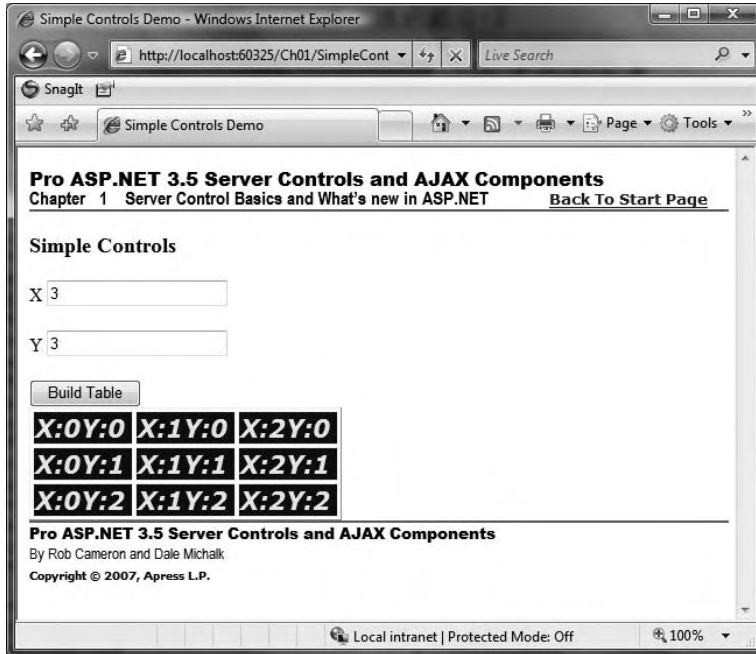 Simple Controls Demo - Windows Internet Explorer
http://localhost:60325/Ch01/SimpleCont
Live Search
SnagIt
Simple Controls Demo
Page
Tools
»
Pro ASP.NET 3.5 Server Controls and AJAX Components
Chapter 1 Server Control Basics and What's new in ASP.NET
Back To Start Page
Simple Controls
X 3
Y 3
Build Table
X:0Y:0 X:1Y:0 X:2Y:0
X:0Y:1 X:1Y:1 X:2Y:1
X:0Y:2 X:1Y:2 X:2Y:2
Pro ASP.NET 3.5 Server Controls and AJAX Components
By Rob Cameron and Dale Michalk
Copyright © 2007, Apress L.P.
Local intranet | Protected Mode: Off
100%